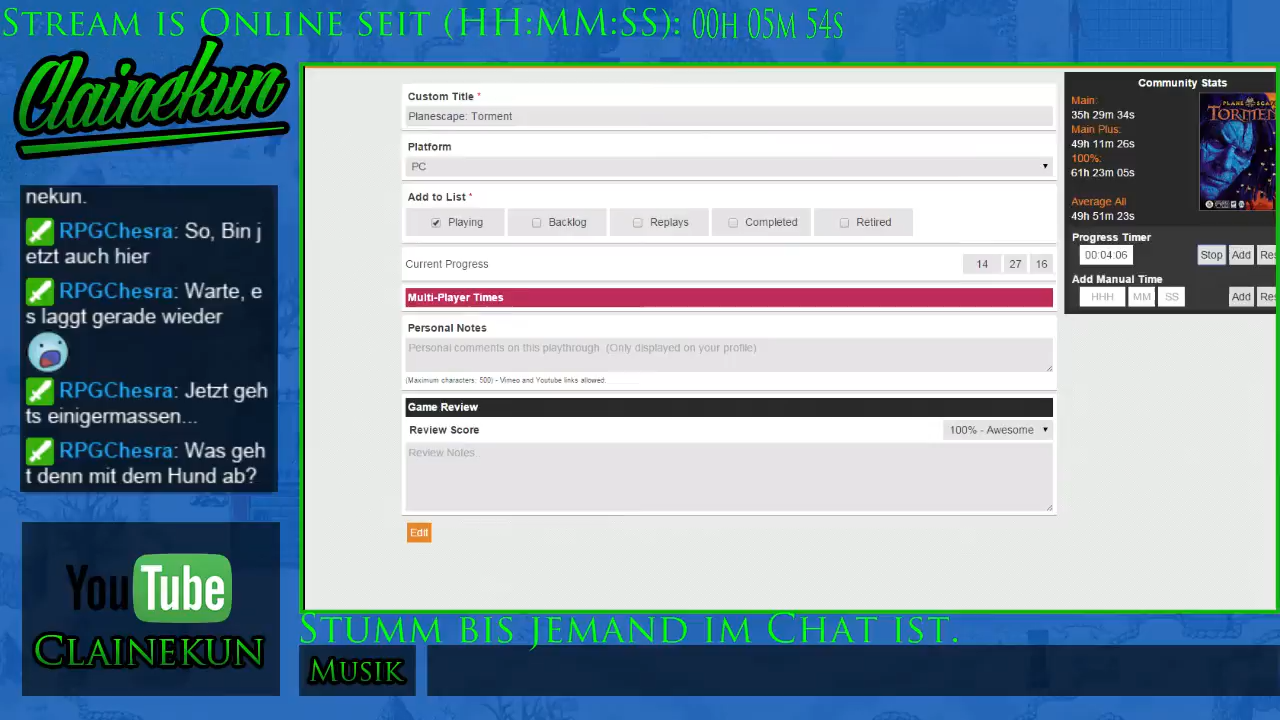 Stream is Online seit (HH:MM:SS): 00h 05m 54s
Clainekun
nekun.
RPGChesra: So, Bin j
etzt auch hier
RPGChesra: Warte, e
s laggt gerade wieder
RPGChesra: Jetzt geh
ts einigermassen...
RPGChesra: Was geh
t denn mit dem Hund ab?
YouTube
Clainekun
Custom Title *
Planescape: Torment
Platform
PC
Add to List *
Playing Backlog Replays Completed Retired
Current Progress 14 27 16
Multi-Player Times
Personal Notes
Personal comments on this playthrough (Only displayed on your profile)
(Maximum characters: 500) - Vimeo and Youtube links allowed.
Game Review
Review Score 100% - Awesome
Review Notes
Edit
Community Stats
Main:
35h 29m 34s
Main Plus:
49h 11m 26s
100%:
61h 23m 05s
Average All
49h 51m 23s
PLANESCAP
TORMEN
Progress Timer
00:04:06 Stop Add Res
Add Manual Time
HHH MM SS Add Res
Stumm bis jemand im Chat ist.
Musik